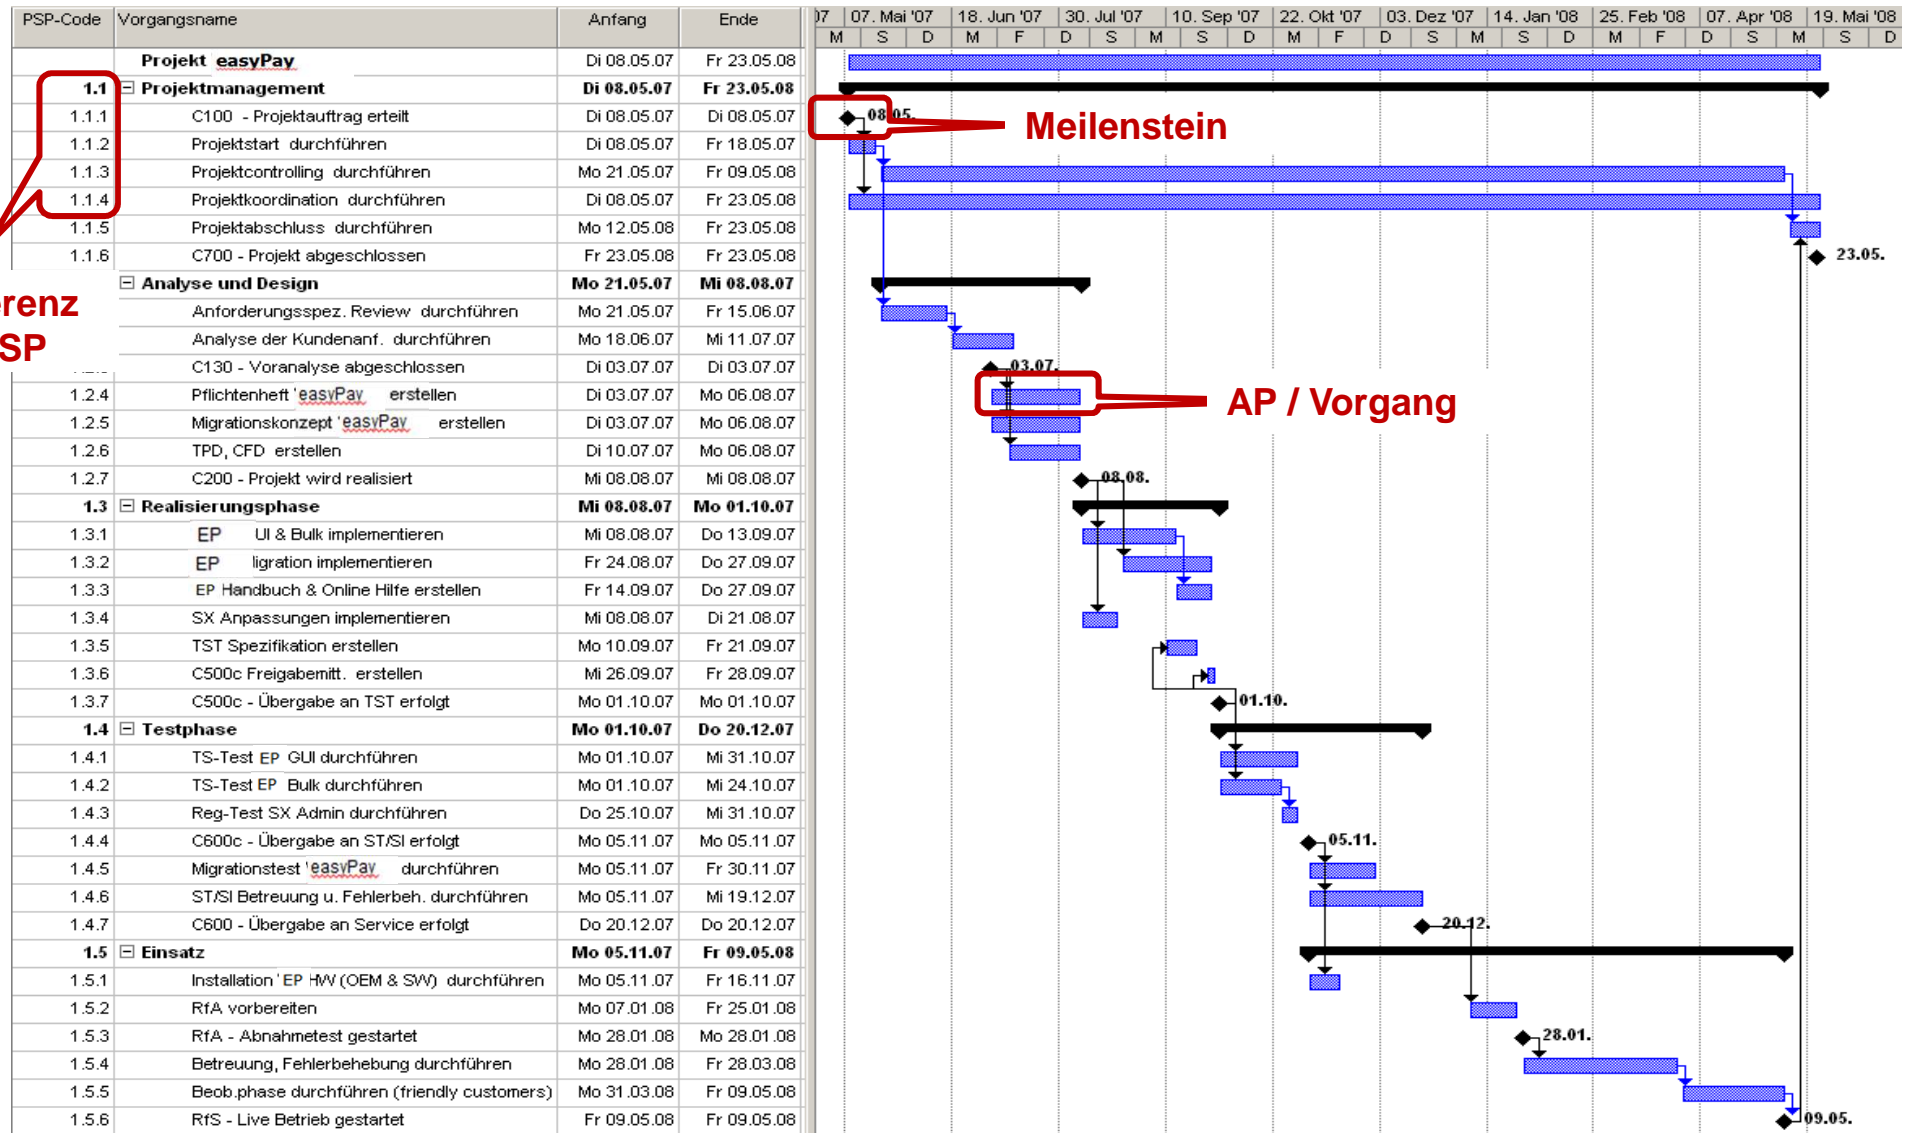 PSP-Code Vorgangsname Anfang Ende 07 07. Mai '07 18. Jun '07 30. Jul '07 10. Sep '07 22. Okt '07 03. Dez '07 14. Jan '08 25. Feb '08 07. Apr '08 19. Mai '08
M S D M F D S M S D M F D S M S D M F D S M S D
Projekt easyPay Di 08.05.07 Fr 23.05.08
1.1 Projektmanagement Di 08.05.07 Fr 23.05.08
1.1.1 C100 - Projektauftrag erteilt Di 08.05.07 Di 08.05.07 08.05.
Meilenstein
1.1.2 Projektstart durchführen Di 08.05.07 Fr 18.05.07
1.1.3 Projektcontrolling durchführen Mo 21.05.07 Fr 09.05.08
1.1.4 Projektkoordination durchführen Di 08.05.07 Fr 23.05.08
1.1.5 Projektabschluss durchführen Mo 12.05.08 Fr 23.05.08
1.1.6 C700 - Projekt abgeschlossen Fr 23.05.08 Fr 23.05.08 23.05.
Analyse und Design Mo 21.05.07 Mi 08.08.07
erenz
SP
Anforderungsspez. Review durchführen Mo 21.05.07 Fr 15.06.07
Analyse der Kundenanf. durchführen Mo 18.06.07 Mi 11.07.07
C130 - Voranalyse abgeschlossen Di 03.07.07 Di 03.07.07 03.07.
1.2.4 Pflichtenheft 'easyPay erstellen Di 03.07.07 Mo 06.08.07
AP / Vorgang
1.2.5 Migrationskonzept 'easyPay erstellen Di 03.07.07 Mo 06.08.07
1.2.6 TPD, CFD erstellen Di 10.07.07 Mo 06.08.07
1.2.7 C200 - Projekt wird realisiert Mi 08.08.07 Mi 08.08.07 08.08.
1.3 Realisierungsphase Mi 08.08.07 Mo 01.10.07
1.3.1 EP UI & Bulk implementieren Mi 08.08.07 Do 13.09.07
1.3.2 EP ligration implementieren Fr 24.08.07 Do 27.09.07
1.3.3 EP Handbuch & Online Hilfe erstellen Fr 14.09.07 Do 27.09.07
1.3.4 SX Anpassungen implementieren Mi 08.08.07 Di 21.08.07
1.3.5 TST Spezifikation erstellen Mo 10.09.07 Fr 21.09.07
1.3.6 C500c Freigabemitt. erstellen Mi 26.09.07 Fr 28.09.07
1.3.7 C500c - Übergabe an TST erfolgt Mo 01.10.07 Mo 01.10.07 01.10.
1.4 Testphase Mo 01.10.07 Do 20.12.07
1.4.1 TS-Test EP GUI durchführen Mo 01.10.07 Mi 31.10.07
1.4.2 TS-Test EP Bulk durchführen Mo 01.10.07 Mi 24.10.07
1.4.3 Reg-Test SX Admin durchführen Do 25.10.07 Mi 31.10.07
1.4.4 C600c - Übergabe an ST/SI erfolgt Mo 05.11.07 Mo 05.11.07 05.11.
1.4.5 Migrationstest 'easyPay durchführen Mo 05.11.07 Fr 30.11.07
1.4.6 ST/SI Betreuung u. Fehlerbeh. durchführen Mo 05.11.07 Mi 19.12.07
1.4.7 C600 - Übergabe an Service erfolgt Do 20.12.07 Do 20.12.07 20.12.
1.5 Einsatz Mo 05.11.07 Fr 09.05.08
1.5.1 Installation 'EP HW (OEM & SW) durchführen Mo 05.11.07 Fr 16.11.07
1.5.2 RfA vorbereiten Mo 07.01.08 Fr 25.01.08
1.5.3 RfA - Abnahmetest gestartet Mo 28.01.08 Mo 28.01.08 28.01.
1.5.4 Betreuung, Fehlerbehebung durchführen Mo 28.01.08 Fr 28.03.08
1.5.5 Beob.phase durchführen (friendly customers) Mo 31.03.08 Fr 09.05.08
1.5.6 RfS - Live Betrieb gestartet Fr 09.05.08 Fr 09.05.08 09.05.